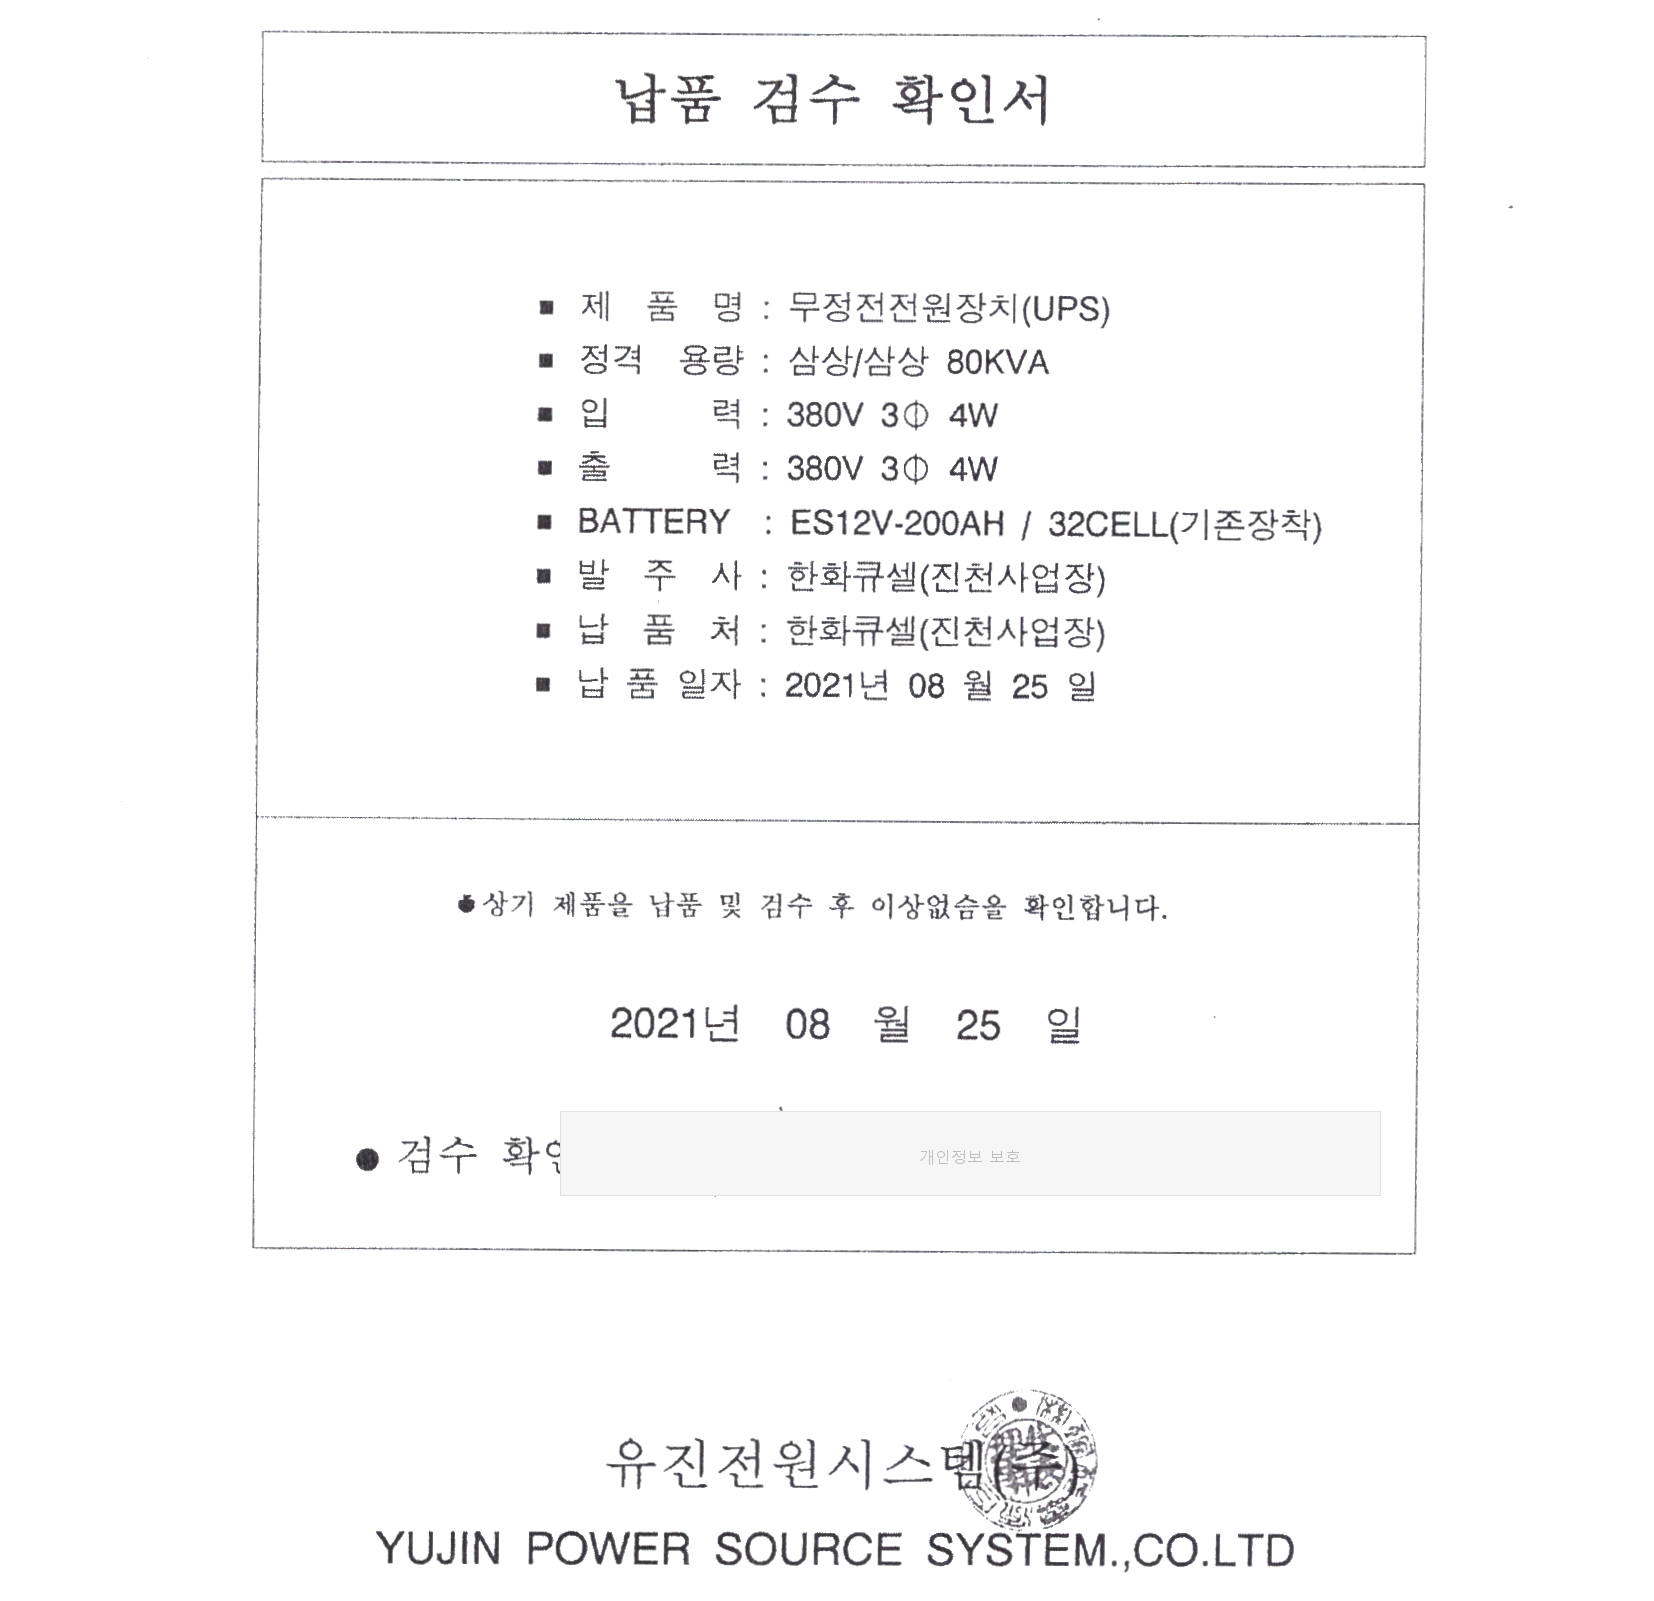 납품 검수 확인서
■ 제 품 명 : 무정전전원장치(UPS)
■ 정격 용량 : 삼상/삼상 80KVA
■ 입 력 : 380V 3Φ 4W
■ 출 력 : 380V 3Φ 4W
■ BATTERY : ES12V-200AH / 32CELL(기존장착)
■ 발 주 사 : 한화큐셀(진천사업장)
■ 납 품 처 : 한화큐셀(진천사업장)
■ 납 품 일자 : 2021년 08 월 25 일
● 상기 제품을 납품 및 검수 후 이상없슴을 확인합니다.
2021년 08 월 25 일
● 검수 확
개인정보 보호
유진전원시스템(주)
YUJIN POWER SOURCE SYSTEM.,CO.LTD